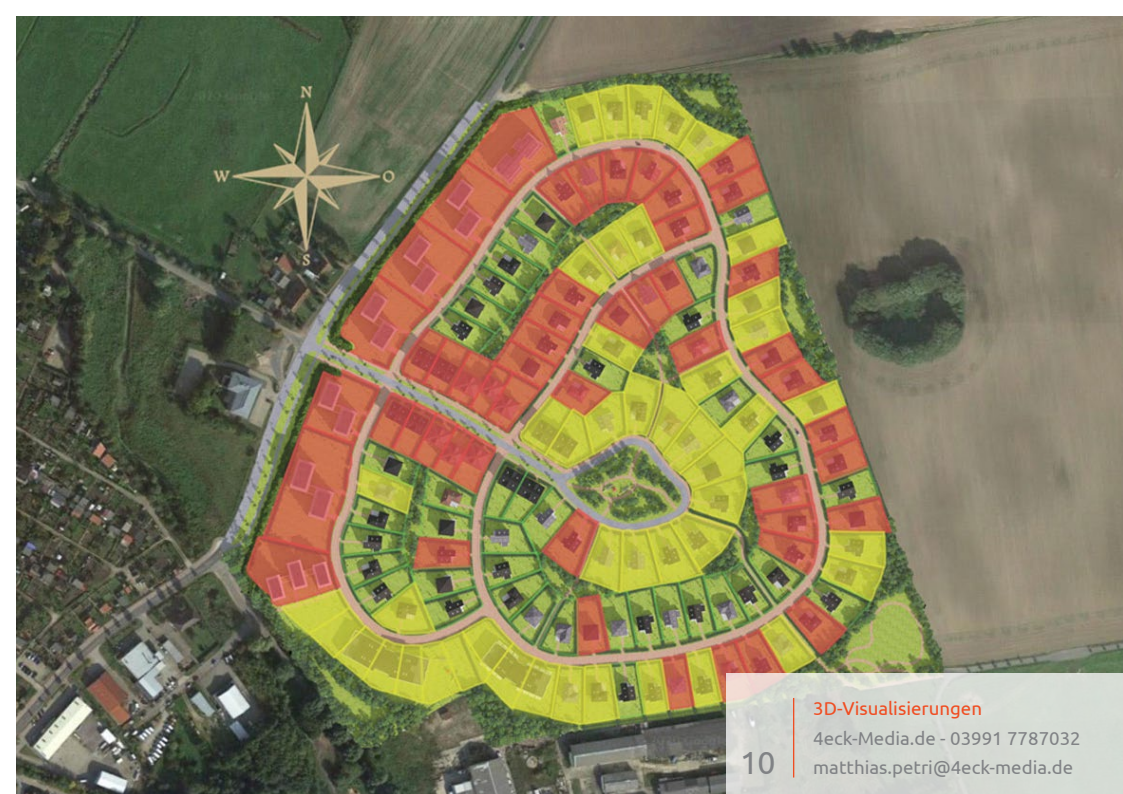 N
W
O
S
3D-Visualisierungen
4eck-Media.de - 03991 7787032
10
matthias.petri@4eck-media.de